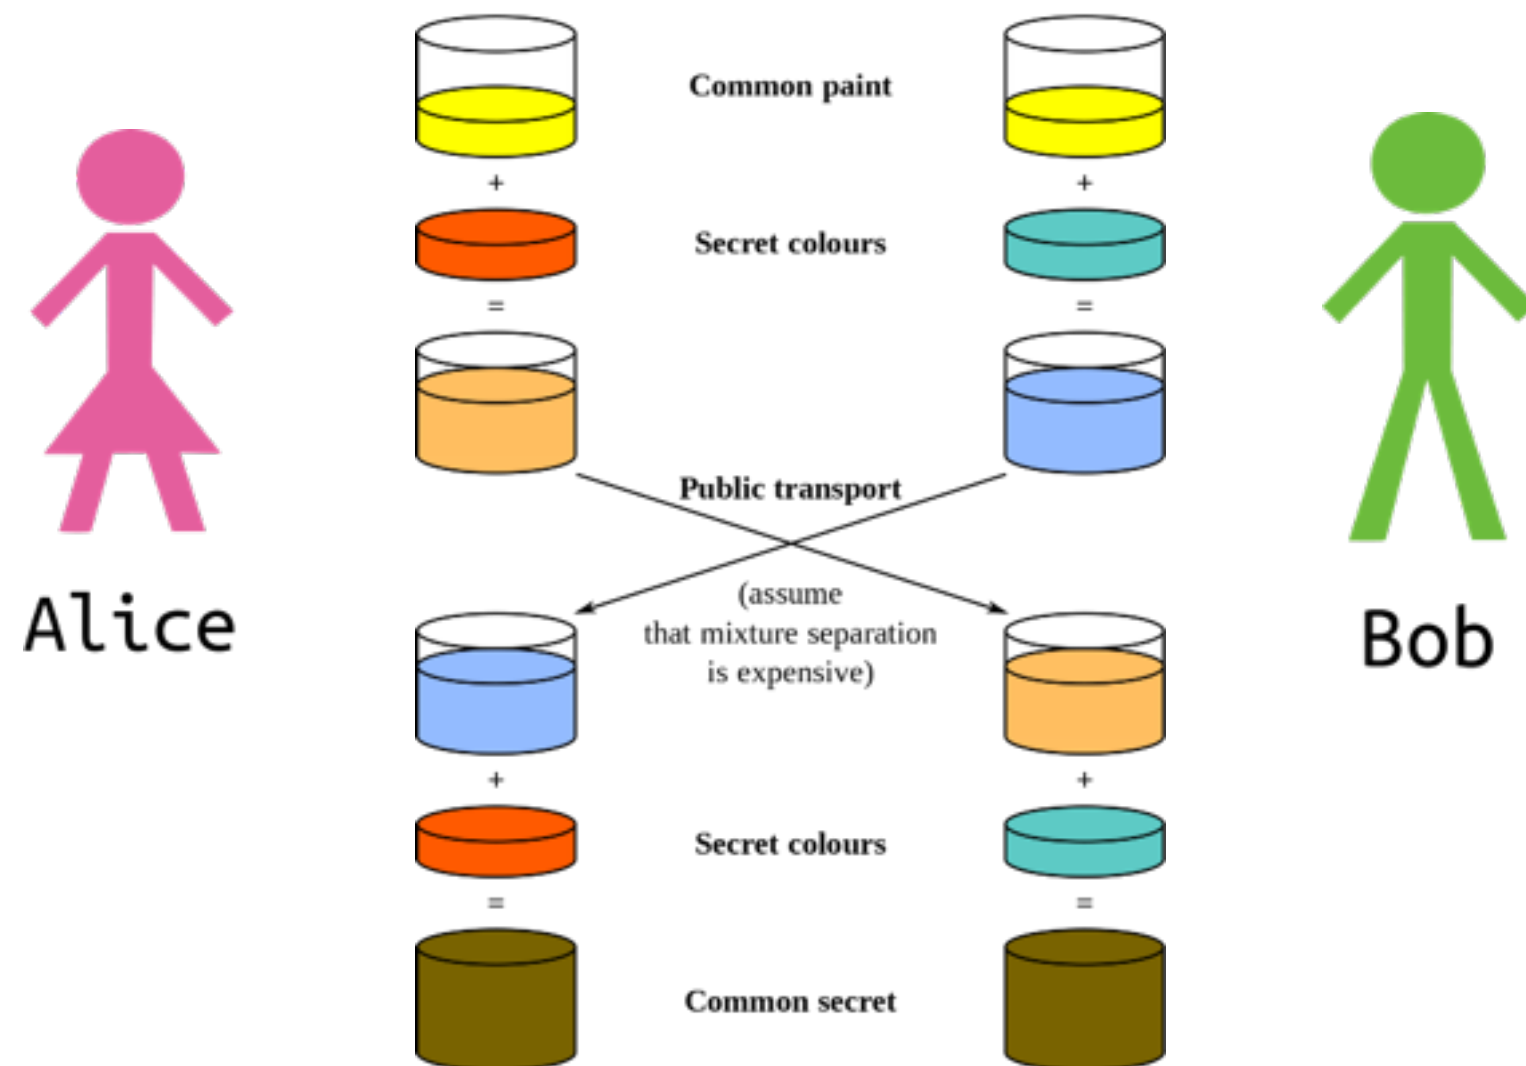 Common paint
+
+
Secret colours
=
=
Public transport
(assume
that mixture separation
is expensive)
Alice
Bob
+
+
Secret colours
=
=
Common secret